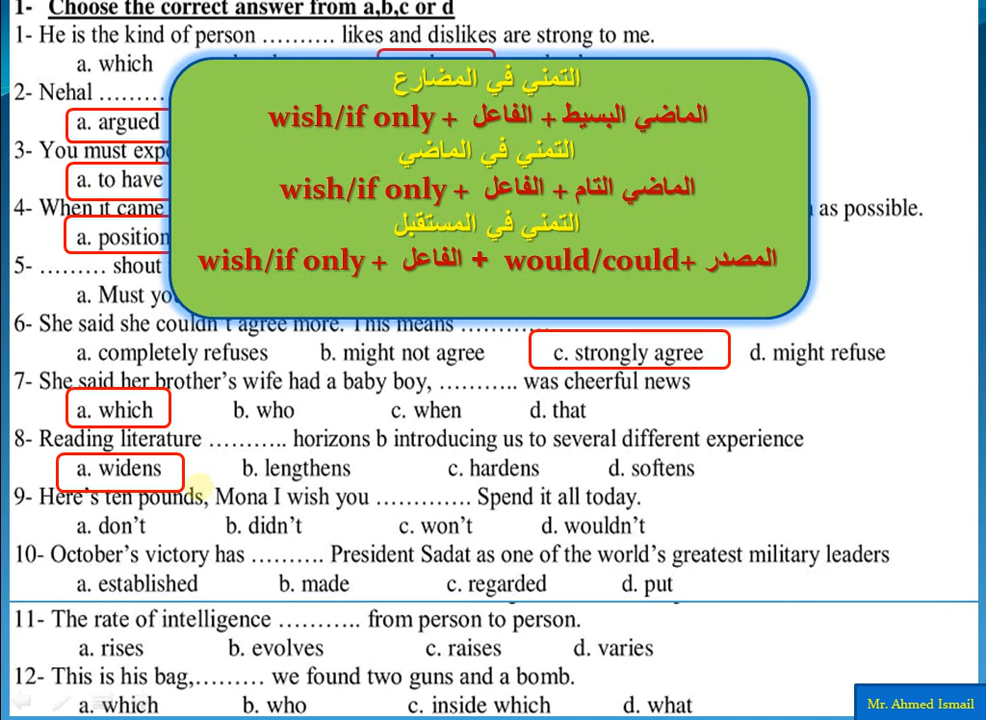 1- Choose the correct answer from a,b,c or d
1- He is the kind of person .......... likes and dislikes are strong to me.
a. which
2- Nehal .........
a. argued
3- You must exp
a. to have
4- When it came as possible.
a. position
5- ......... shout
a. Must yo
التمني في المضارع
wish/if only + الفاعل + الماضي البسيط
التمني في الماضي
wish/if only + الفاعل + الماضي التام
التمني في المستقبل
wish/if only + الفاعل + would/could+ المصدر
6- She said she couldn't agree more. This means ............
a. completely refuses b. might not agree c. strongly agree d. might refuse
7- She said her brother's wife had a baby boy, ........... was cheerful news
a. which b. who c. when d. that
8- Reading literature ........... horizons b introducing us to several different experience
a. widens b. lengthens c. hardens d. softens
9- Here's ten pounds, Mona I wish you ............. Spend it all today.
a. don't b. didn't c. won't d. wouldn't
10- October's victory has .......... President Sadat as one of the world's greatest military leaders
a. established b. made c. regarded d. put
11- The rate of intelligence ........... from person to person.
a. rises b. evolves c. raises d. varies
12- This is his bag,......... we found two guns and a bomb.
a. which b. who c. inside which d. what
Mr. Ahmed Ismail